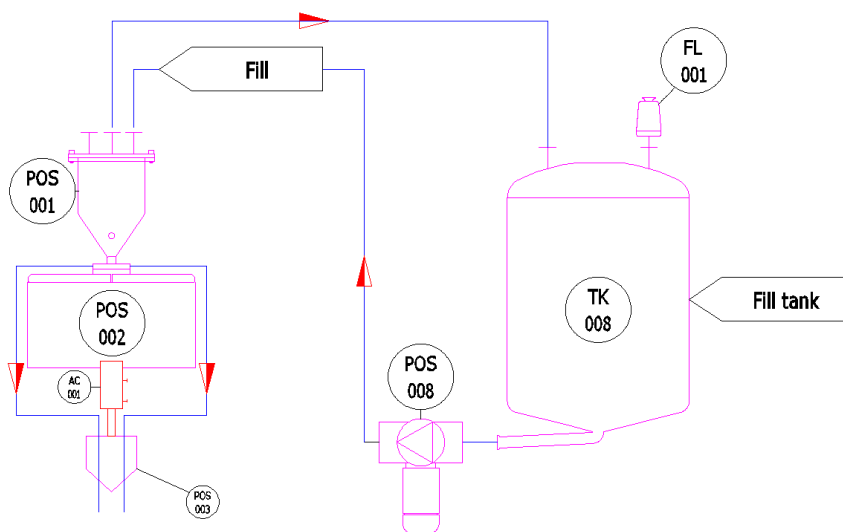 Fill
FL
001
POS
001
POS
002
TK
008
Fill tank
POS
008
AC
001
POS
003